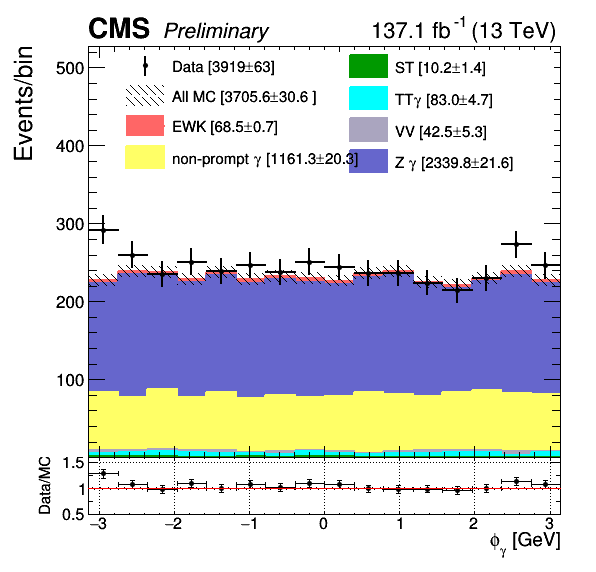 CMS Preliminary 137.1 fb⁻¹ (13 TeV)
Events/bin
500
400
300
200
100
Data [3919±63]
All MC [3705.6±30.6 ]
EWK [68.5±0.7]
non-prompt γ [1161.3±20.3]
ST [10.2±1.4]
TTγ [83.0±4.7]
VV [42.5±5.3]
Z γ [2339.8±21.6]
Data/MC
1.5
1
0.5
−3 −2 −1 0 1 2 3
ϕγ [GeV]